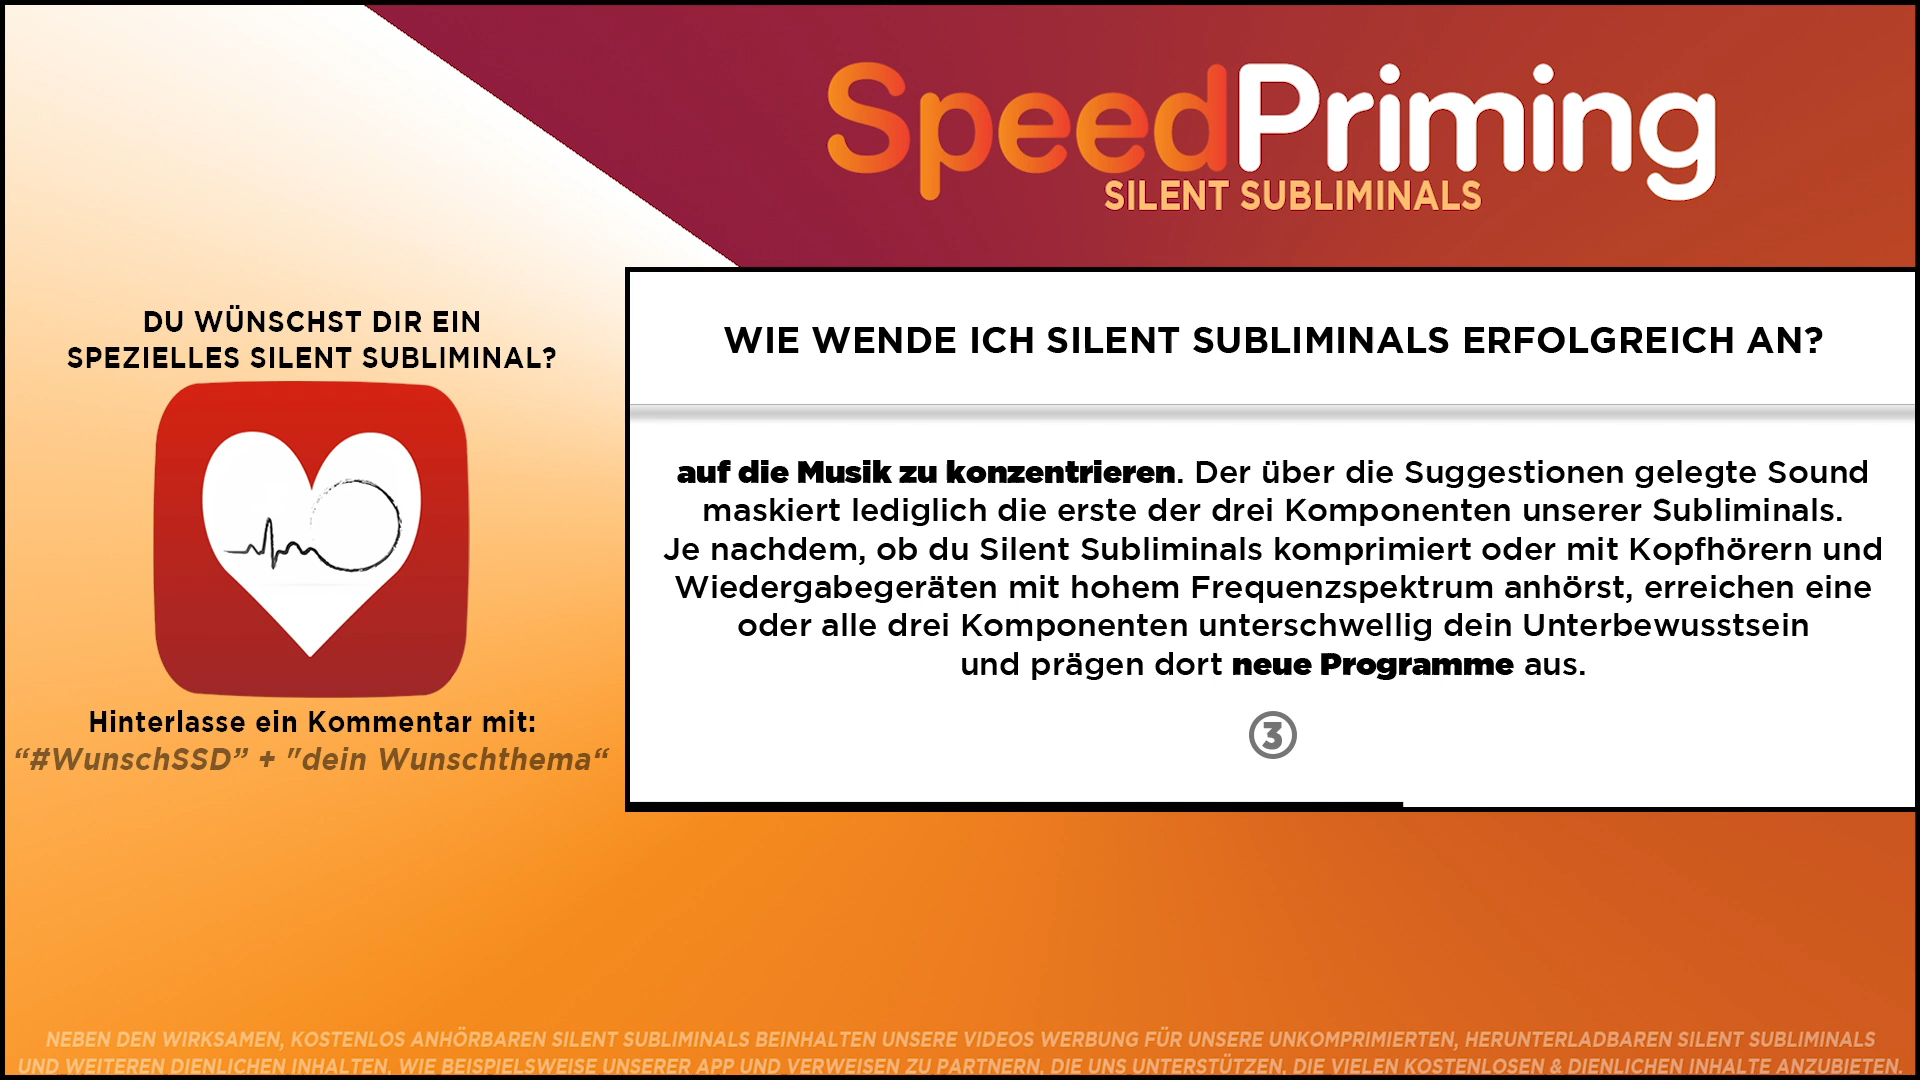 SpeedPriming
SILENT SUBLIMINALS
DU WÜNSCHST DIR EIN
SPEZIELLES SILENT SUBLIMINAL?
Hinterlasse ein Kommentar mit:
“#WunschSSD” + "dein Wunschthema“
WIE WENDE ICH SILENT SUBLIMINALS ERFOLGREICH AN?
auf die Musik zu konzentrieren. Der über die Suggestionen gelegte Sound
maskiert lediglich die erste der drei Komponenten unserer Subliminals.
Je nachdem, ob du Silent Subliminals komprimiert oder mit Kopfhörern und
Wiedergabegeräten mit hohem Frequenzspektrum anhörst, erreichen eine
oder alle drei Komponenten unterschwellig dein Unterbewusstsein
und prägen dort neue Programme aus.
3
NEBEN DEN WIRKSAMEN, KOSTENLOS ANHÖRBAREN SILENT SUBLIMINALS BEINHALTEN UNSERE VIDEOS WERBUNG FÜR UNSERE UNKOMPRIMIERTEN, HERUNTERLADBAREN SILENT SUBLIMINALS
UND WEITEREN DIENLICHEN INHALTEN, WIE BEISPIELSWEISE UNSERER APP UND VERWEISEN ZU PARTNERN, DIE UNS UNTERSTÜTZEN, DIE VIELEN KOSTENLOSEN & DIENLICHEN INHALTE ANZUBIETEN.